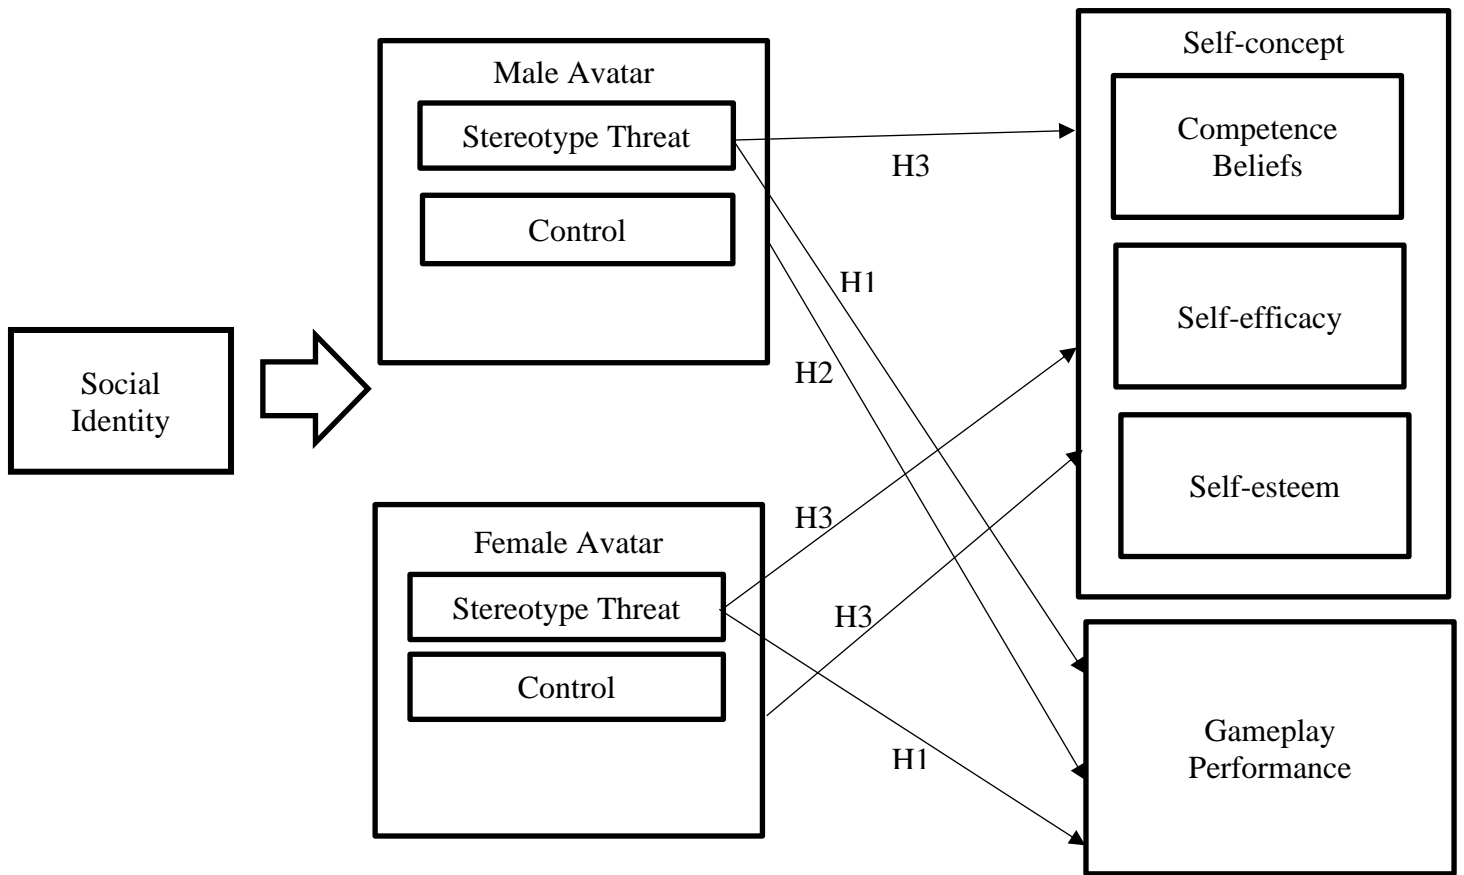 Social
Identity
Male Avatar
Stereotype Threat
Control
Female Avatar
Stereotype Threat
Control
H3
H1
H2
H3
H3
H1
Self-concept
Competence
Beliefs
Self-efficacy
Self-esteem
Gameplay
Performance